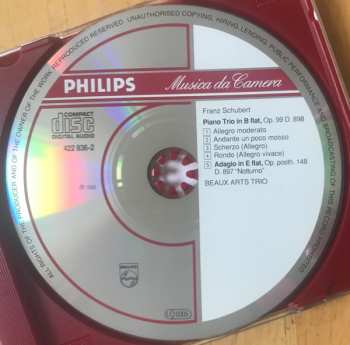 ALL RIGHTS OF THE PRODUCER AND OF THE OWNER OF THE WORK REPRODUCED RESERVED. UNAUTHORISED COPYING, HIRING, LENDING, PUBLIC PERFORMANCE AND BROADCASTING OF THIS RECORD PROHIBITED
PHILIPS
Musica da Camera
COMPACT
disc
DIGITAL AUDIO
422 836-2
Franz Schubert
Piano Trio in B flat, Op. 99 D. 898
1 Allegro moderato
2 Andante un poco mosso
3 Scherzo (Allegro)
4 Rondo (Allegro vivace)
5 Adagio in E flat, Op. posth. 148
D. 897 "Notturno"
BEAUX ARTS TRIO
PHILIPS